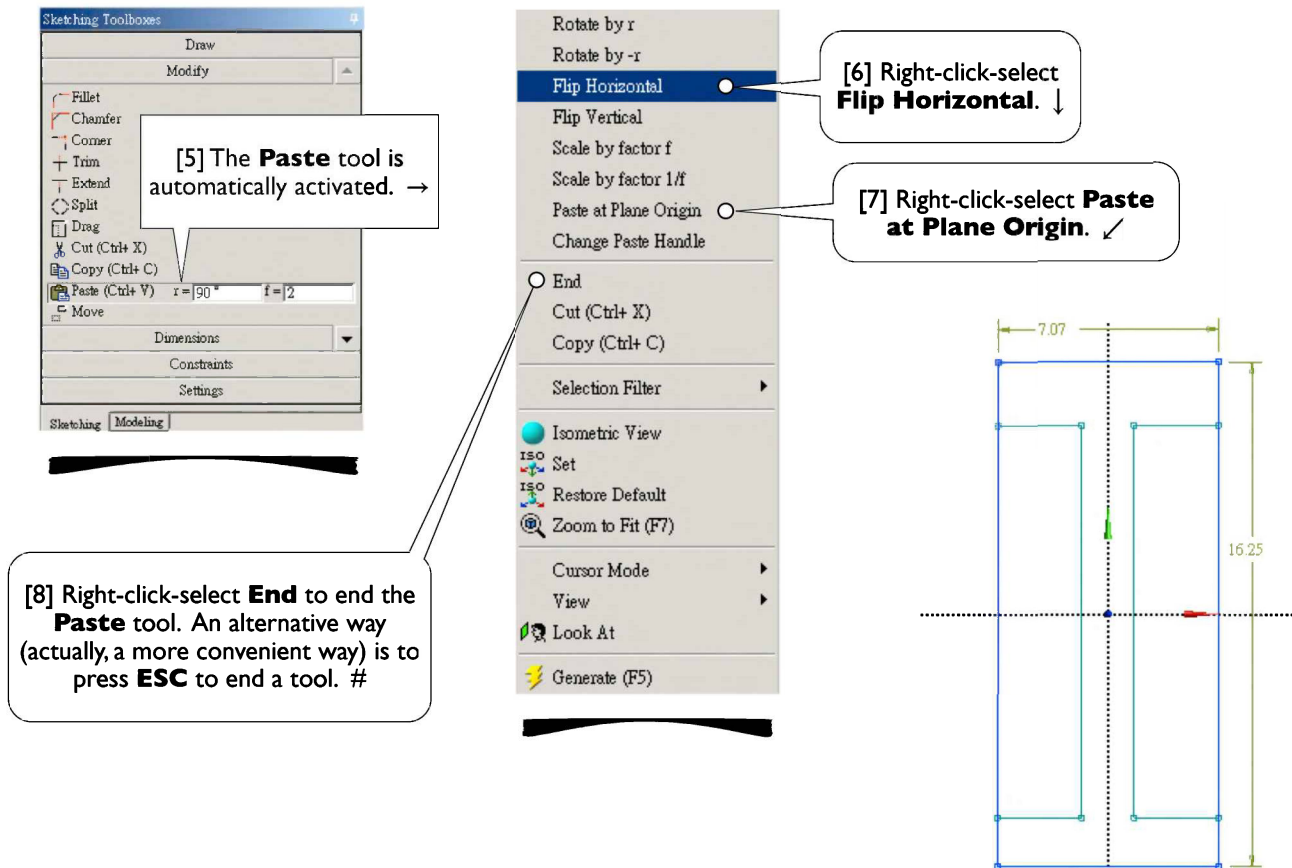 Sketching Toolboxes
Draw
Modify
Fillet
Chamfer
Corner
Trim
Extend
Split
Drag
Cut (Ctrl+ X)
Copy (Ctrl+ C)
Paste (Ctrl+ V) r = 90 ° f = 2
Move
Dimensions
Constraints
Settings
Sketching Modeling
[5] The Paste tool is
automatically activated. →
Rotate by r
Rotate by -r
Flip Horizontal
Flip Vertical
Scale by factor f
Scale by factor 1/f
Paste at Plane Origin
Change Paste Handle
End
Cut (Ctrl+ X)
Copy (Ctrl+ C)
Selection Filter
Isometric View
ISO Set
ISO Restore Default
Zoom to Fit (F7)
Cursor Mode
View
Look At
Generate (F5)
[6] Right-click-select
Flip Horizontal. ↓
[7] Right-click-select Paste
at Plane Origin. ↙
[8] Right-click-select End to end the
Paste tool. An alternative way
(actually, a more convenient way) is to
press ESC to end a tool. #
7.07
16.25